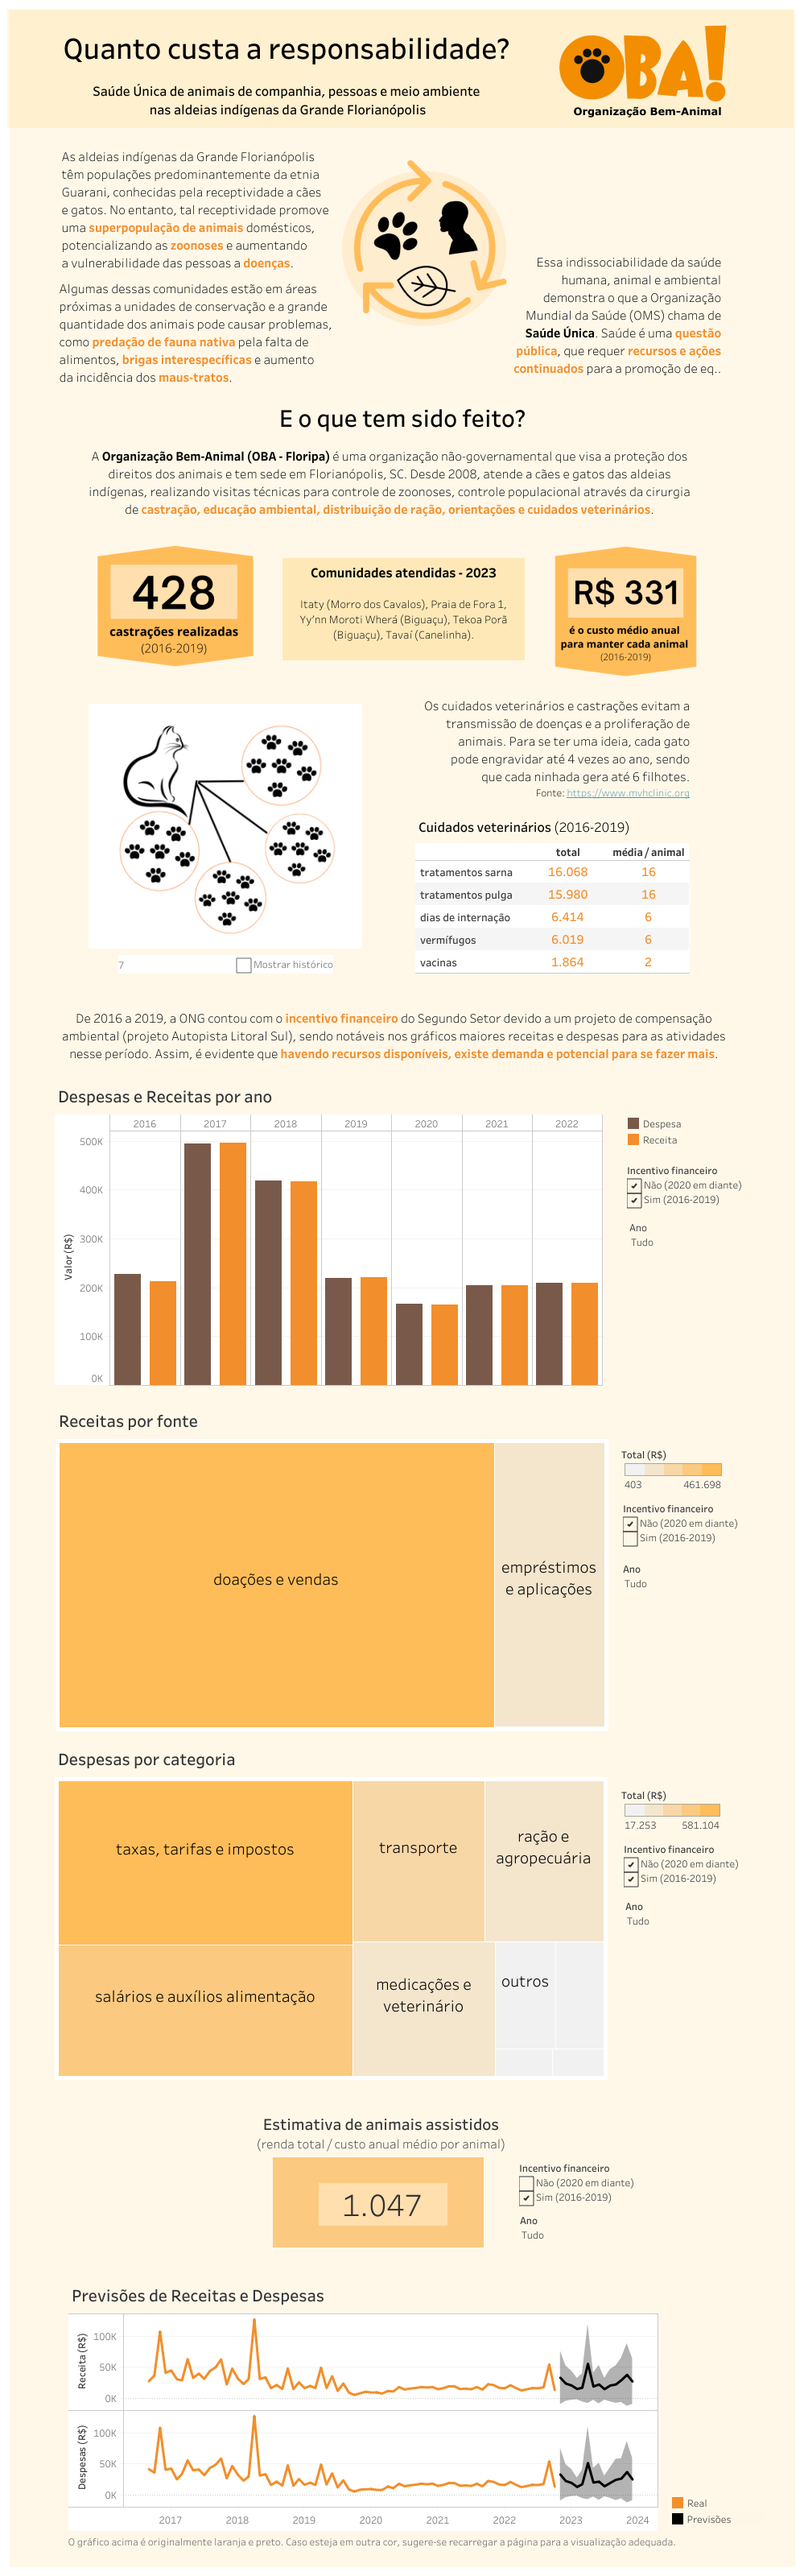 Quanto custa a responsabilidade?
Saúde Única de animais de companhia, pessoas e meio ambiente
nas aldeias indígenas da Grande Florianópolis
OBA!
Organização Bem-Animal
As aldeias indígenas da Grande Florianópolis
têm populações predominantemente da etnia
Guarani, conhecidas pela receptividade a cães
e gatos. No entanto, tal receptividade promove
uma superpopulação de animais domésticos,
potencializando as zoonoses e aumentando
a vulnerabilidade das pessoas a doenças.
Algumas dessas comunidades estão em áreas
próximas a unidades de conservação e a grande
quantidade dos animais pode causar problemas,
como predação de fauna nativa pela falta de
alimentos, brigas interespecíficas e aumento
da incidência dos maus-tratos.
Essa indissociabilidade da saúde
humana, animal e ambiental
demonstra o que a Organização
Mundial da Saúde (OMS) chama de
Saúde Única. Saúde é uma questão
pública, que requer recursos e ações
continuados para a promoção de eq..
E o que tem sido feito?
A Organização Bem-Animal (OBA - Floripa) é uma organização não-governamental que visa a proteção dos
direitos dos animais e tem sede em Florianópolis, SC. Desde 2008, atende a cães e gatos das aldeias
indígenas, realizando visitas técnicas para controle de zoonoses, controle populacional através da cirurgia
de castração, educação ambiental, distribuição de ração, orientações e cuidados veterinários.
428
castrações realizadas
(2016-2019)
Comunidades atendidas - 2023
Itaty (Morro dos Cavalos), Praia de Fora 1,
Yy'nn Moroti Wherá (Biguaçu), Tekoa Porã
(Biguaçu), Tavaí (Canelinha).
R$ 331
é o custo médio anual
para manter cada animal
(2016-2019)
Os cuidados veterinários e castrações evitam a
transmissão de doenças e a proliferação de
animais. Para se ter uma ideia, cada gato
pode engravidar até 4 vezes ao ano, sendo
que cada ninhada gera até 6 filhotes.
Fonte: https://www.mvhclinic.org
7
Mostrar histórico
Cuidados veterinários (2016-2019)
total média / animal
tratamentos sarna 16.068 16
tratamentos pulga 15.980 16
dias de internação 6.414 6
vermífugos 6.019 6
vacinas 1.864 2
De 2016 a 2019, a ONG contou com o incentivo financeiro do Segundo Setor devido a um projeto de compensação
ambiental (projeto Autopista Litoral Sul), sendo notáveis nos gráficos maiores receitas e despesas para as atividades
nesse período. Assim, é evidente que havendo recursos disponíveis, existe demanda e potencial para se fazer mais.
Despesas e Receitas por ano
2016 2017 2018 2019 2020 2021 2022
500K
400K
300K
200K
100K
0K
Valor (R$)
Despesa
Receita
Incentivo financeiro
Não (2020 em diante)
Sim (2016-2019)
Ano
Tudo
Receitas por fonte
doações e vendas
empréstimos
e aplicações
Total (R$)
403 461.698
Incentivo financeiro
Não (2020 em diante)
Sim (2016-2019)
Ano
Tudo
Despesas por categoria
taxas, tarifas e impostos
transporte
ração e
agropecuária
salários e auxílios alimentação
medicações e
veterinário
outros
Total (R$)
17.253 581.104
Incentivo financeiro
Não (2020 em diante)
Sim (2016-2019)
Ano
Tudo
Estimativa de animais assistidos
(renda total / custo anual médio por animal)
1.047
Incentivo financeiro
Não (2020 em diante)
Sim (2016-2019)
Ano
Tudo
Previsões de Receitas e Despesas
Receita (R$)
100K
50K
0K
Despesas (R$)
100K
50K
0K
2017 2018 2019 2020 2021 2022 2023 2024
Real
Previsões
O gráfico acima é originalmente laranja e preto. Caso esteja em outra cor, sugere-se recarregar a página para a visualização adequada.